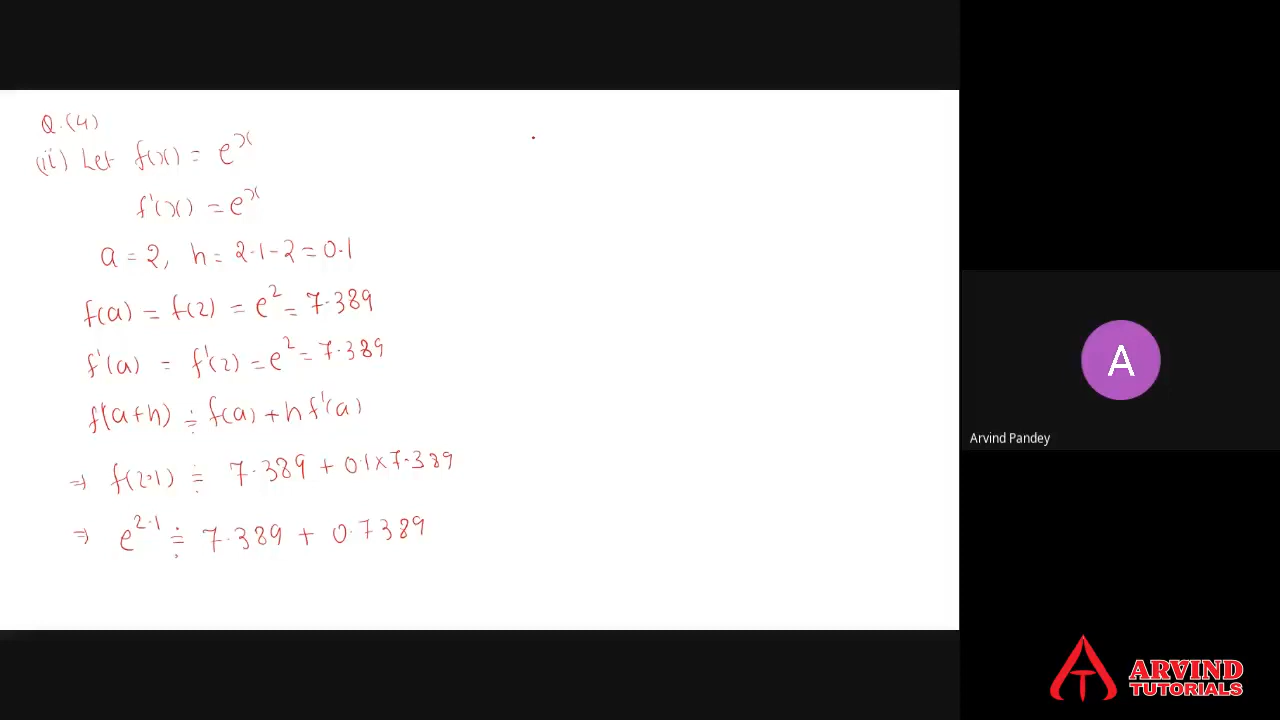 Q.(4)
(ii) Let f(x) = e^x
f'(x) = e^x
a = 2, h = 2.1-2 = 0.1
f(a) = f(2) = e^2 = 7.389
f'(a) = f'(2) = e^2 = 7.389
f(a+h) ≑ f(a) + h f'(a)
⇒ f(2.1) ≑ 7.389 + 0.1×7.389
⇒ e^2.1 ≑ 7.389 + 0.7389
A
Arvind Pandey
ARVIND
TUTORIALS